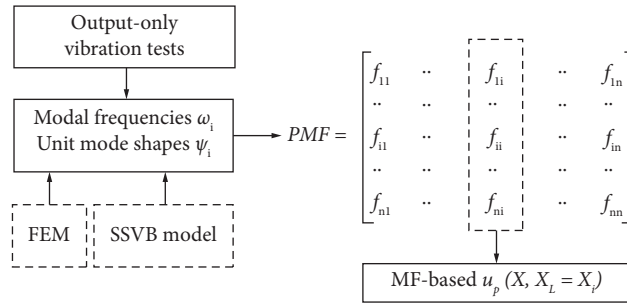 Output-only
vibration tests
Modal frequencies ω_i
Unit mode shapes ψ_i
FEM
SSVB model
PMF =
f_11 .. f_1i .. f_1n
.. .. .. .. ..
f_i1 .. f_ii .. f_in
.. .. .. .. ..
f_n1 .. f_ni .. f_nn
MF-based u_p (X, X_L = X_i)